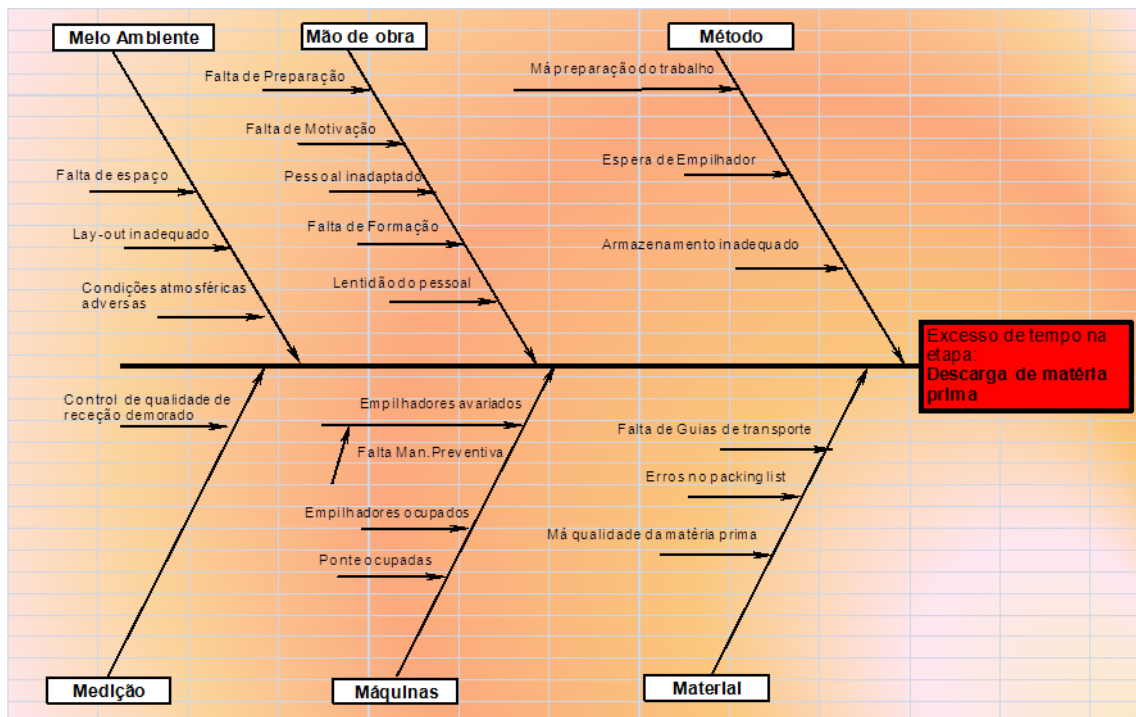 Meio Ambiente
Mão de obra
Método
Falta de Preparação
Má preparação do trabalho
Falta de Motivação
Espera de Empilhador
Falta de espaço
Pessoal inadaptado
Lay-out inadequado
Falta de Formação
Armazenamento inadequado
Condições atmosféricas
adversas
Lentidão do pessoal
Excesso de tempo na
etapa:
Descarga de matéria
prima
Control de qualidade de
receção demorado
Empilhadores avariados
Falta de Guias de transporte
Falta Man.Preventiva
Erros no packing list
Empilhadores ocupados
Má qualidade da matéria prima
Ponte ocupadas
Medição
Máquinas
Material